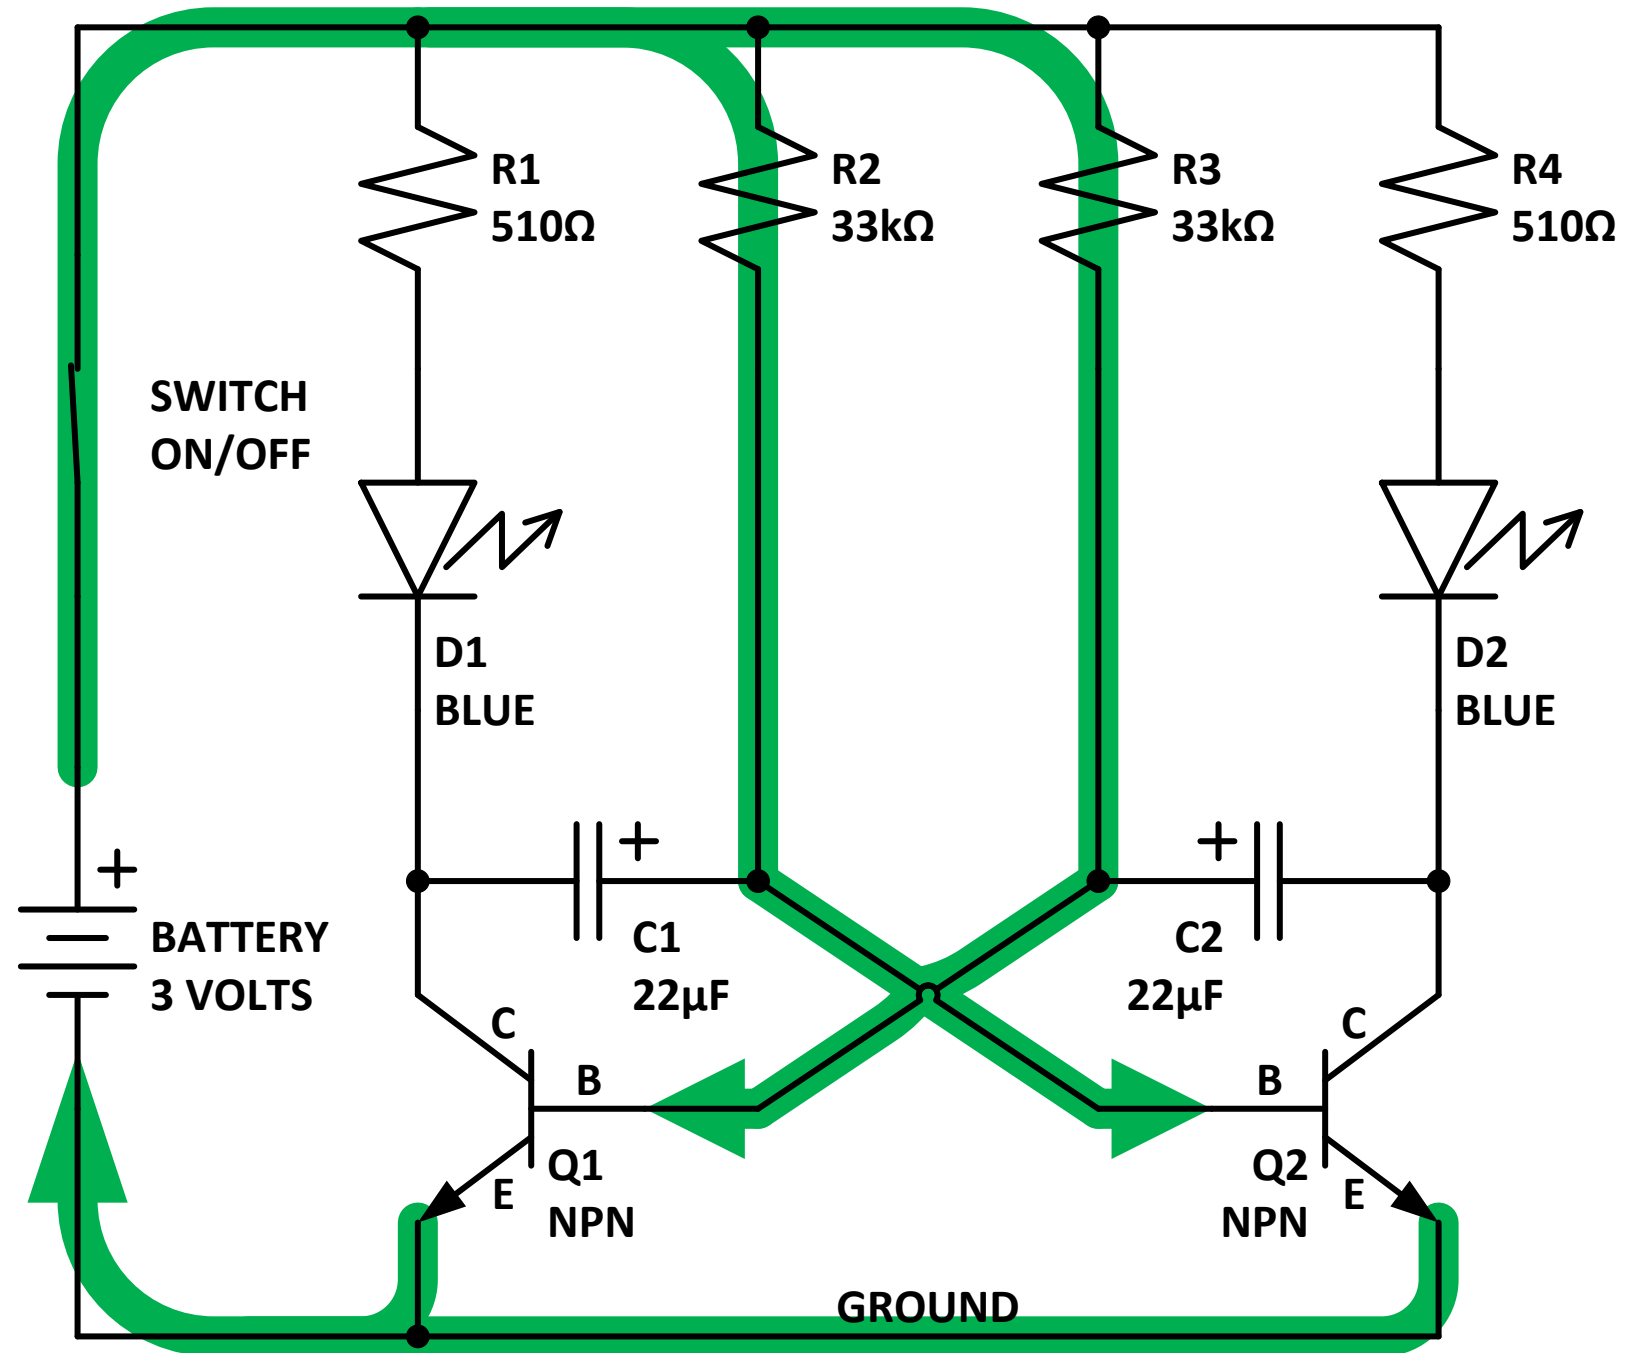 R1
510Ω
R2
33kΩ
R3
33kΩ
R4
510Ω
SWITCH
ON/OFF
D1
BLUE
D2
BLUE
+
BATTERY
3 VOLTS
+
C1
22µF
+
C2
22µF
C
B
E
Q1
NPN
C
B
E
Q2
NPN
GROUND